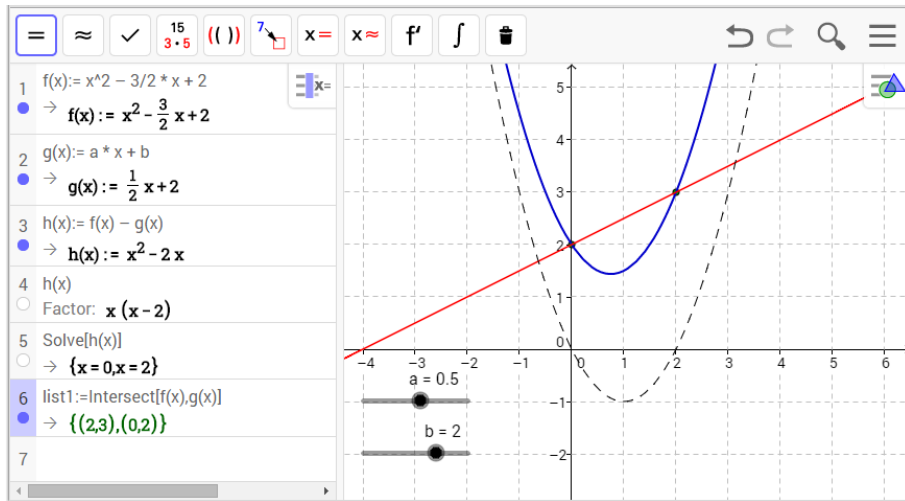 = ≈ ✓ 15 3·5 (( )) 7 x= x≈ f′ ∫
1 f(x):= x^2 − 3/2 * x + 2 x=
→ f(x) := x² − 3/2 x + 2
2 g(x):= a * x + b
→ g(x) := 1/2 x + 2
3 h(x):= f(x) − g(x)
→ h(x) := x² − 2 x
4 h(x)
Factor: x (x − 2)
5 Solve[h(x)]
→ {x = 0, x = 2}
6 list1:=Intersect[f(x),g(x)]
→ {(2,3),(0,2)}
7
5
4
3
2
1
0
−4 −3 −2 −1 0 1 2 3 4 5 6
a = 0.5
−1
b = 2
−2